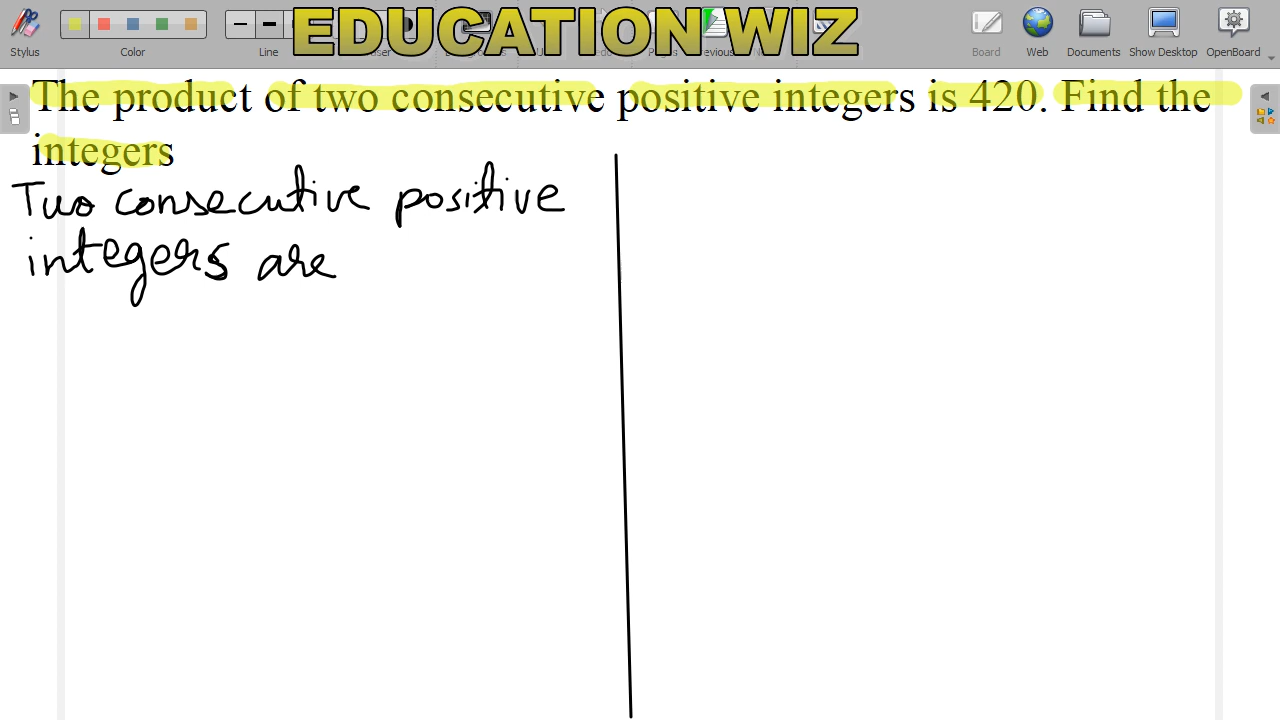 EDUCATION WIZ
Stylus
Color
Line
Board
Web
Documents
Show Desktop
OpenBoard
The product of two consecutive positive integers is 420. Find the
integers
Two consecutive positive
integers are